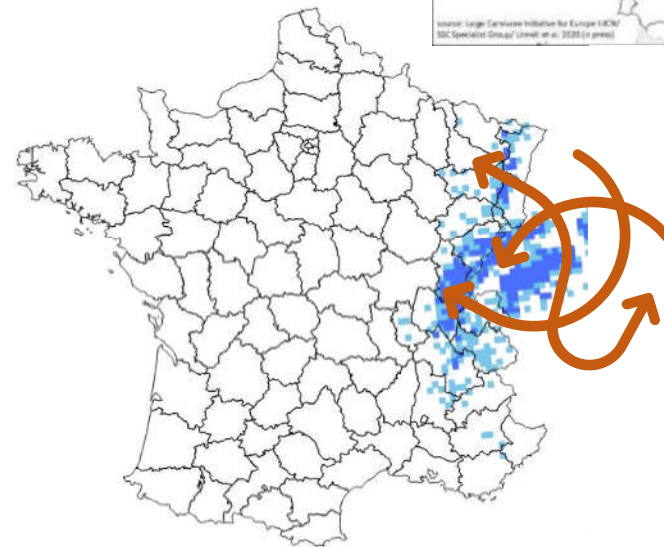 source: Large Carnivore Initiative for Europe IUCN/
SSC Specialist Group/ Linnell et al. 2020 (in press)